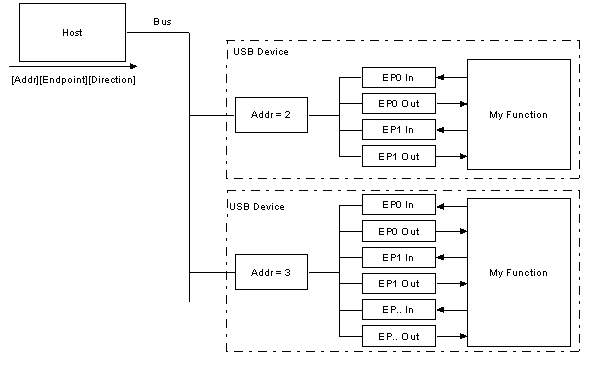 Host
Bus
[Addr][Endpoint][Direction]
USB Device
Addr = 2
EP0 In
EP0 Out
EP1 In
EP1 Out
My Function
USB Device
Addr = 3
EP0 In
EP0 Out
EP1 In
EP1 Out
EP.. In
EP.. Out
My Function